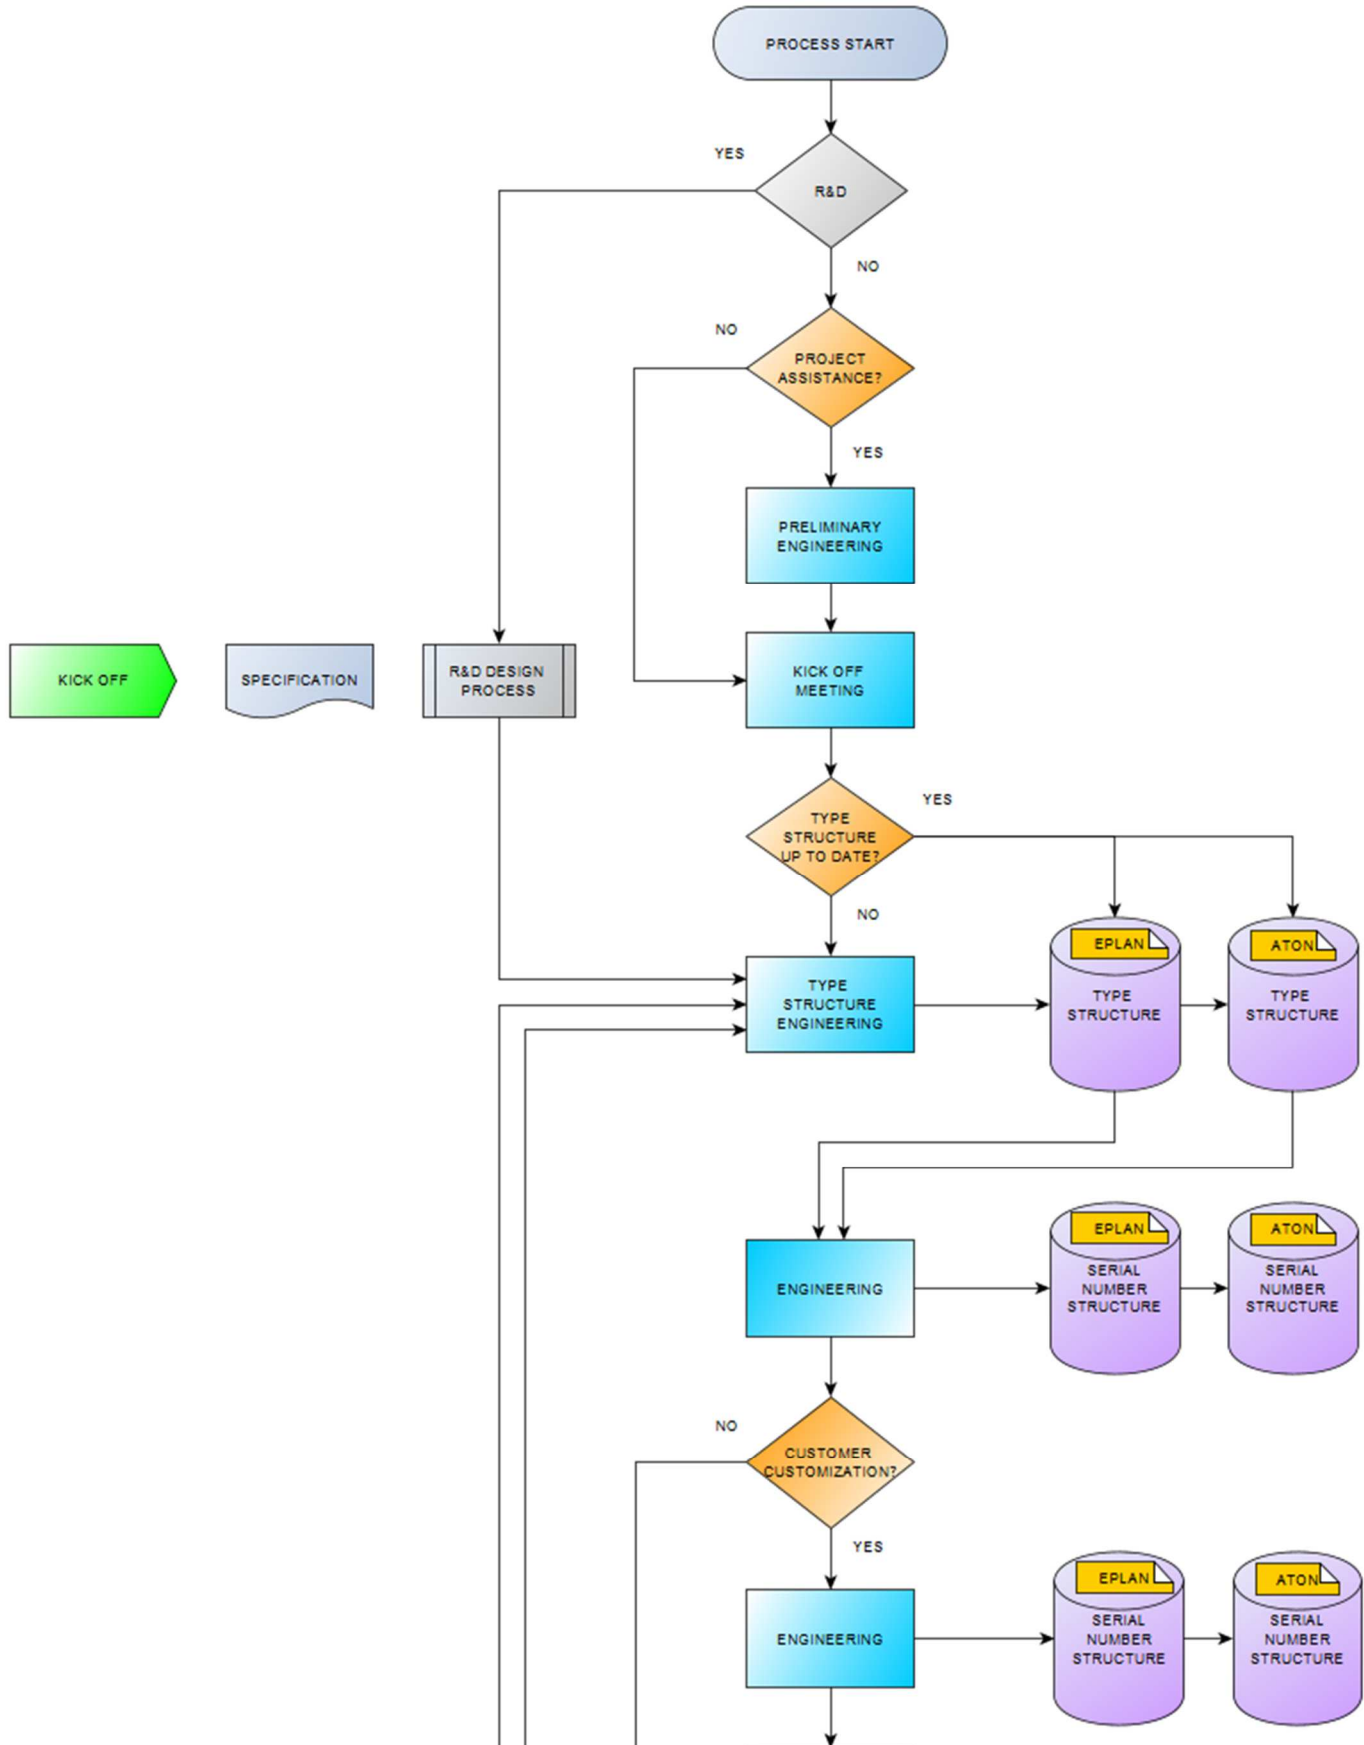 PROCESS START
YES
R&D
NO
NO
PROJECT
ASSISTANCE?
YES
PRELIMINARY
ENGINEERING
KICK OFF
SPECIFICATION
R&D DESIGN
PROCESS
KICK OFF
MEETING
YES
TYPE
STRUCTURE
UP TO DATE?
NO
EPLAN
ATON
TYPE
STRUCTURE
ENGINEERING
TYPE
STRUCTURE
TYPE
STRUCTURE
EPLAN
ATON
ENGINEERING
SERIAL
NUMBER
STRUCTURE
SERIAL
NUMBER
STRUCTURE
NO
CUSTOMER
CUSTOMIZATION?
YES
EPLAN
ATON
ENGINEERING
SERIAL
NUMBER
STRUCTURE
SERIAL
NUMBER
STRUCTURE